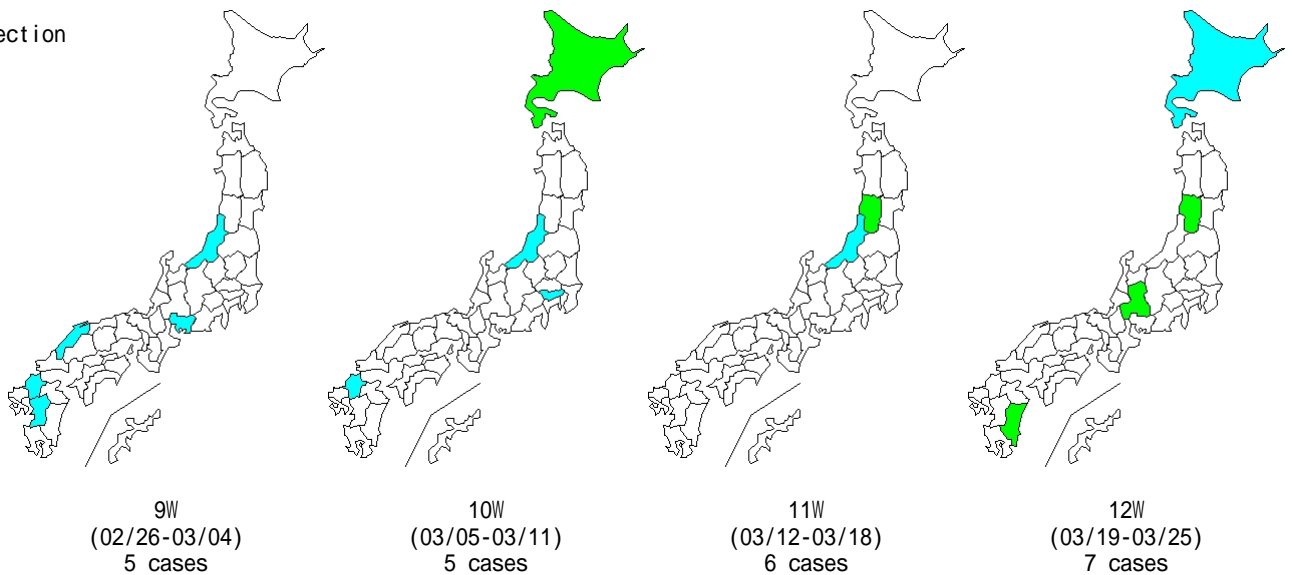 ection
9W
(02/26-03/04)
5 cases
10W
(03/05-03/11)
5 cases
11W
(03/12-03/18)
6 cases
12W
(03/19-03/25)
7 cases